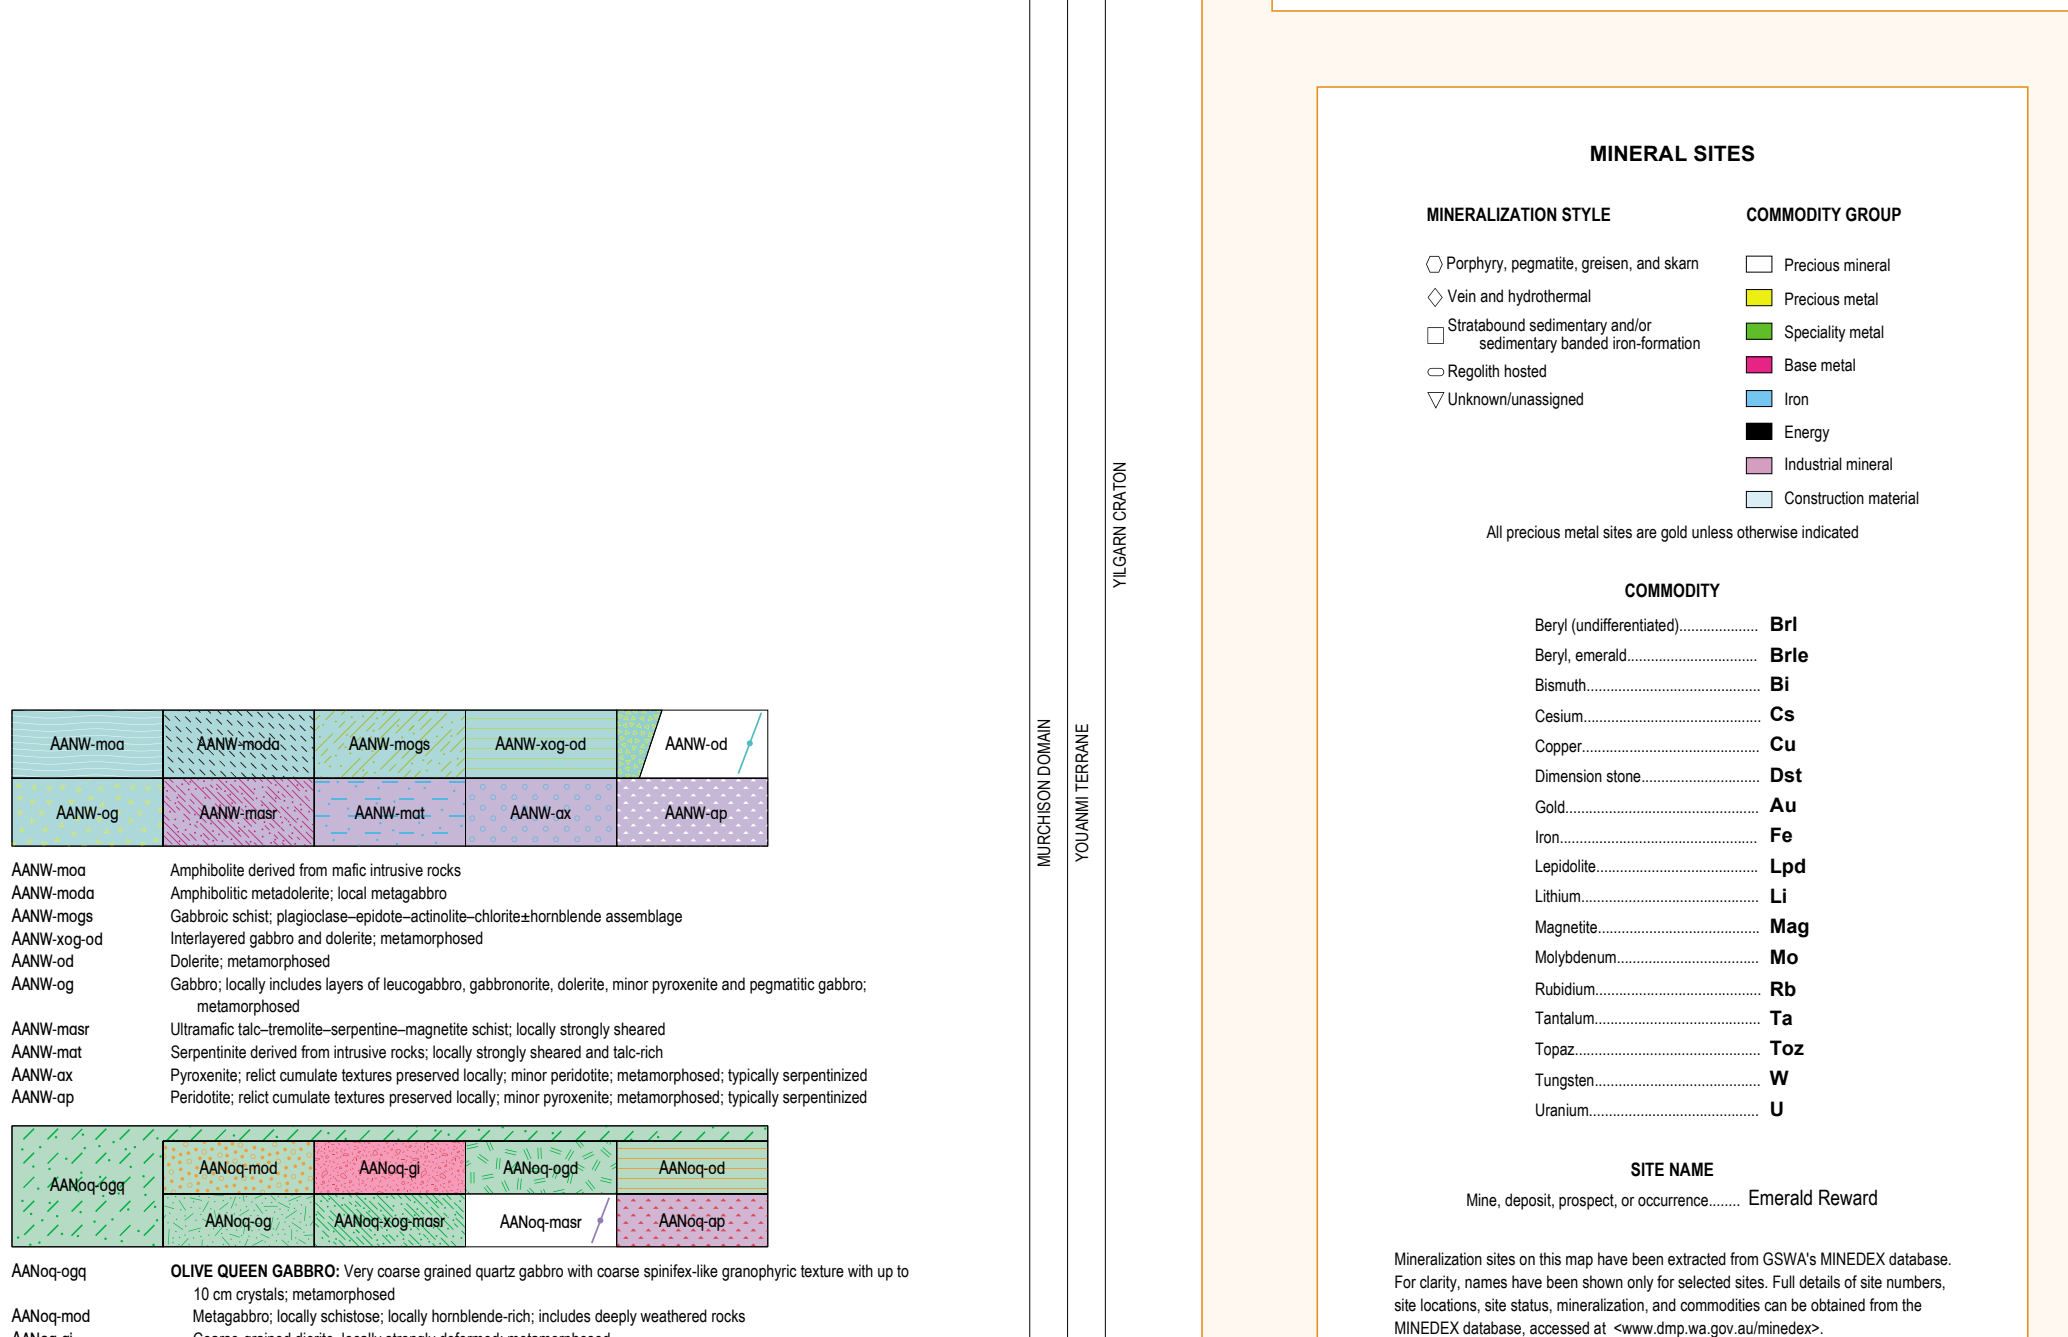 AANW-moa
AANW-moda
AANW-mogs
AANW-xog-od
AANW-od
AANW-og
AANW-masr
AANW-mat
AANW-ax
AANW-ap
AANW-moa Amphibolite derived from mafic intrusive rocks
AANW-moda Amphibolitic metadolerite; local metagabbro
AANW-mogs Gabbroic schist; plagioclase–epidote–actinolite–chlorite±hornblende assemblage
AANW-xog-od Interlayered gabbro and dolerite; metamorphosed
AANW-od Dolerite; metamorphosed
AANW-og Gabbro; locally includes layers of leucogabbro, gabbronorite, dolerite, minor pyroxenite and pegmatitic gabbro;
metamorphosed
AANW-masr Ultramafic talc–tremolite–serpentine–magnetite schist; locally strongly sheared
AANW-mat Serpentinite derived from intrusive rocks; locally strongly sheared and talc-rich
AANW-ax Pyroxenite; relict cumulate textures preserved locally; minor peridotite; metamorphosed; typically serpentinized
AANW-ap Peridotite; relict cumulate textures preserved locally; minor pyroxenite; metamorphosed; typically serpentinized
AANoq-ogq
AANoq-mod
AANoq-gi
AANoq-ogd
AANoq-od
AANoq-og
AANoq-xog-masr
AANoq-masr
AANoq-ap
AANoq-ogq OLIVE QUEEN GABBRO: Very coarse grained quartz gabbro with coarse spinifex-like granophyric texture with up to
10 cm crystals; metamorphosed
AANoq-mod Metagabbro; locally schistose; locally hornblende-rich; includes deeply weathered rocks
AANoq-gi Coarse-grained diorite, locally strongly deformed; metamorphosed
MURCHISON DOMAIN
YOUANMI TERRANE
YILGARN CRATON
MINERAL SITES
MINERALIZATION STYLE
Porphyry, pegmatite, greisen, and skarn
Vein and hydrothermal
Stratabound sedimentary and/or
sedimentary banded iron-formation
Regolith hosted
Unknown/unassigned
COMMODITY GROUP
Precious mineral
Precious metal
Speciality metal
Base metal
Iron
Energy
Industrial mineral
Construction material
All precious metal sites are gold unless otherwise indicated
COMMODITY
Beryl (undifferentiated).................... Brl
Beryl, emerald................................. Brle
Bismuth............................................ Bi
Cesium............................................. Cs
Copper............................................. Cu
Dimension stone.............................. Dst
Gold................................................. Au
Iron.................................................. Fe
Lepidolite......................................... Lpd
Lithium............................................. Li
Magnetite......................................... Mag
Molybdenum.................................... Mo
Rubidium.......................................... Rb
Tantalum.......................................... Ta
Topaz............................................... Toz
Tungsten.......................................... W
Uranium........................................... U
SITE NAME
Mine, deposit, prospect, or occurrence........ Emerald Reward
Mineralization sites on this map have been extracted from GSWA's MINEDEX database.
For clarity, names have been shown only for selected sites. Full details of site numbers,
site locations, site status, mineralization, and commodities can be obtained from the
MINEDEX database, accessed at <www.dmp.wa.gov.au/minedex>.